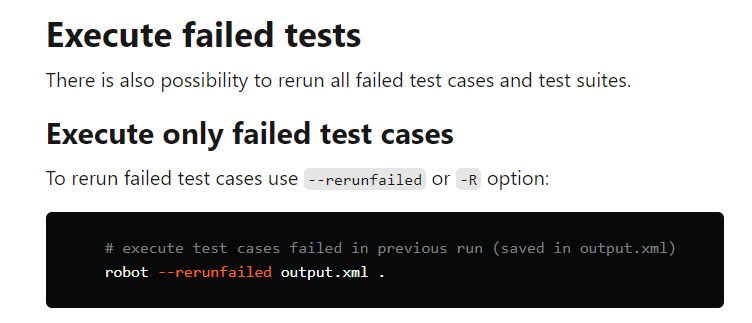 Execute failed tests
There is also possibility to rerun all failed test cases and test suites.
Execute only failed test cases
To rerun failed test cases use --rerunfailed or -R option:
# execute test cases failed in previous run (saved in output.xml)
robot --rerunfailed output.xml .